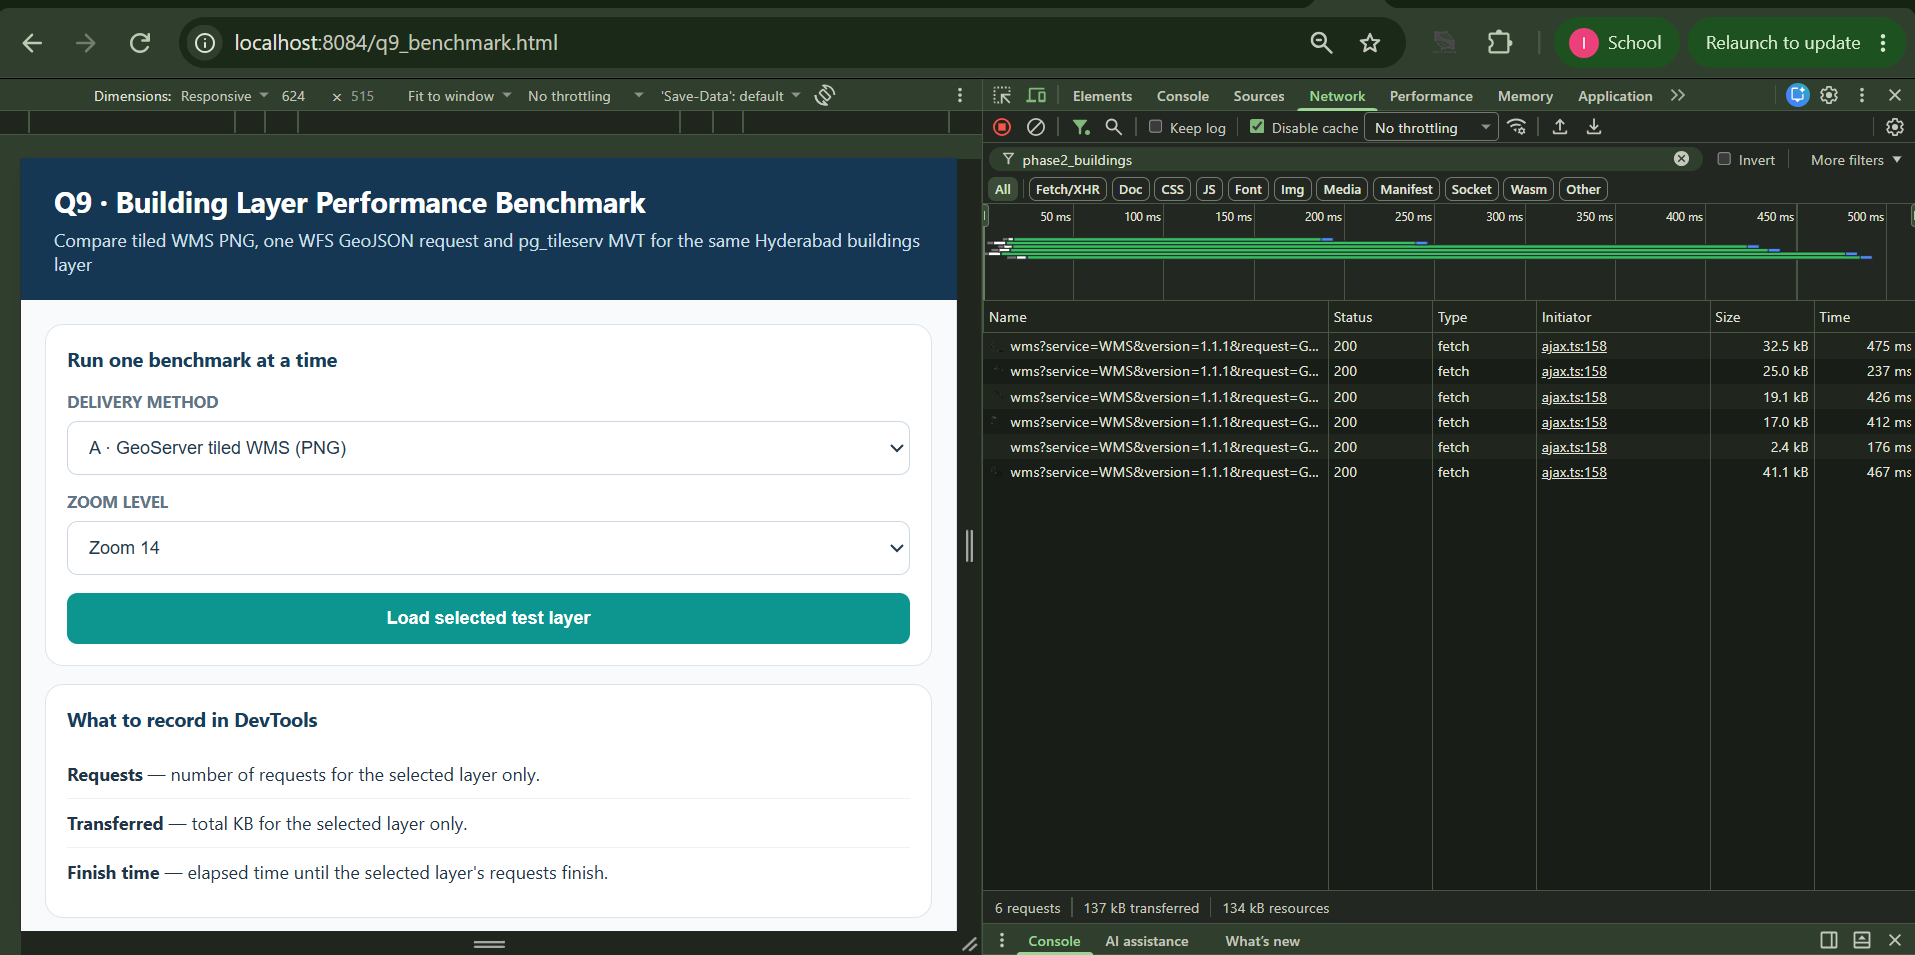 localhost:8084/q9_benchmark.html
I School
Relaunch to update
Dimensions: Responsive 624 × 515 Fit to window No throttling 'Save-Data': default
Elements Console Sources Network Performance Memory Application
Keep log Disable cache No throttling
phase2_buildings Invert More filters
All Fetch/XHR Doc CSS JS Font Img Media Manifest Socket Wasm Other
50 ms 100 ms 150 ms 200 ms 250 ms 300 ms 350 ms 400 ms 450 ms 500 ms
Name Status Type Initiator Size Time
wms?service=WMS&version=1.1.1&request=G... 200 fetch ajax.ts:158 32.5 kB 475 ms
wms?service=WMS&version=1.1.1&request=G... 200 fetch ajax.ts:158 25.0 kB 237 ms
wms?service=WMS&version=1.1.1&request=G... 200 fetch ajax.ts:158 19.1 kB 426 ms
wms?service=WMS&version=1.1.1&request=G... 200 fetch ajax.ts:158 17.0 kB 412 ms
wms?service=WMS&version=1.1.1&request=G... 200 fetch ajax.ts:158 2.4 kB 176 ms
wms?service=WMS&version=1.1.1&request=G... 200 fetch ajax.ts:158 41.1 kB 467 ms
6 requests 137 kB transferred 134 kB resources
Console AI assistance What's new
Q9 · Building Layer Performance Benchmark
Compare tiled WMS PNG, one WFS GeoJSON request and pg_tileserv MVT for the same Hyderabad buildings
layer
Run one benchmark at a time
DELIVERY METHOD
A · GeoServer tiled WMS (PNG)
ZOOM LEVEL
Zoom 14
Load selected test layer
What to record in DevTools
Requests — number of requests for the selected layer only.
Transferred — total KB for the selected layer only.
Finish time — elapsed time until the selected layer's requests finish.